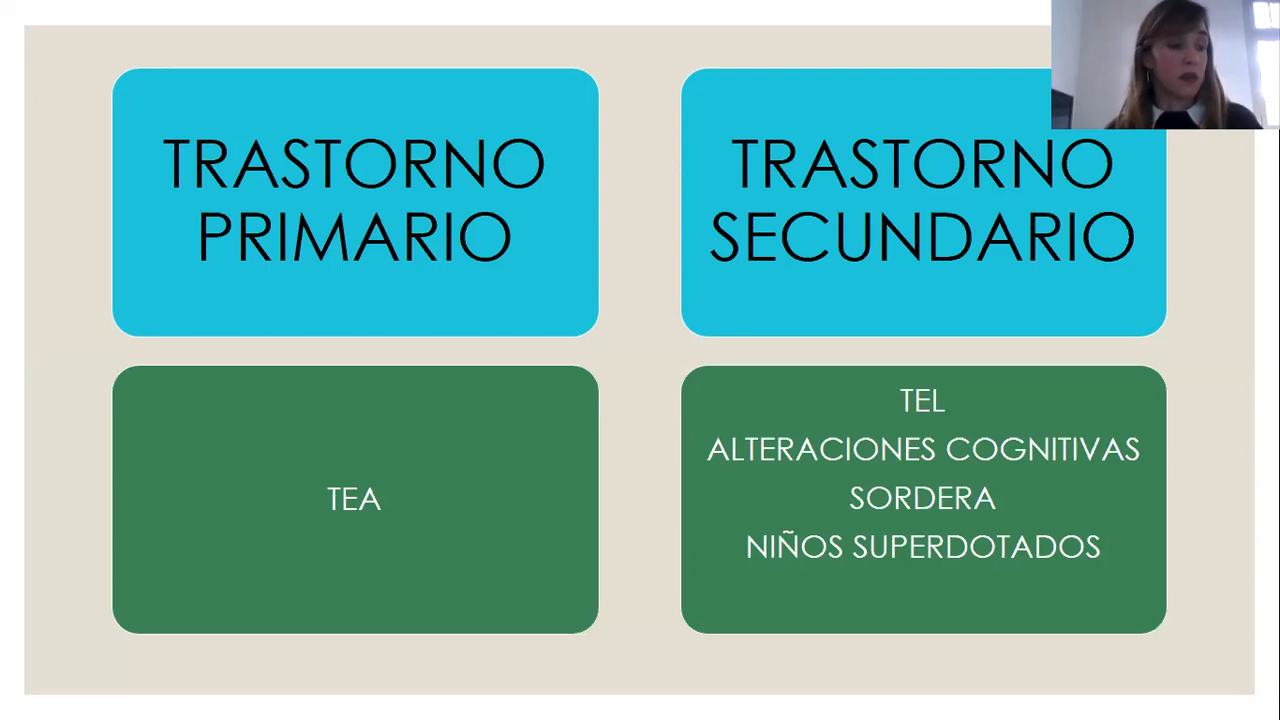 TRASTORNO
PRIMARIO
TRASTORNO
SECUNDARIO
TEA
TEL
ALTERACIONES COGNITIVAS
SORDERA
NIÑOS SUPERDOTADOS